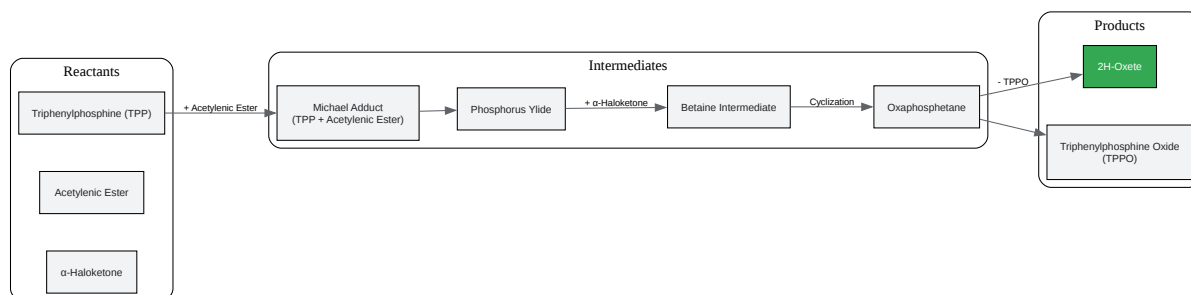 Reactants
Triphenylphosphine (TPP)
Acetylenic Ester
α-Haloketone
+ Acetylenic Ester
Intermediates
Michael Adduct
(TPP + Acetylenic Ester)
Phosphorus Ylide
+ α-Haloketone
Betaine Intermediate
Cyclization
Oxaphosphetane
- TPPO
Products
2H-Oxete
Triphenylphosphine Oxide
(TPPO)